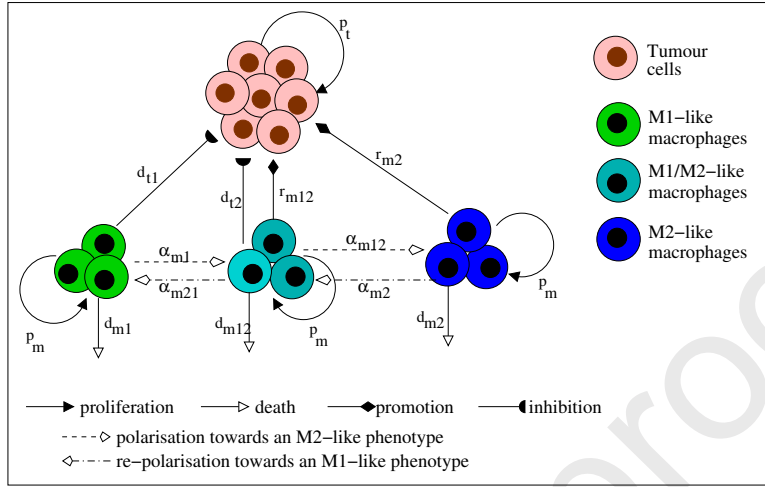 p_t
Tumour
cells
M1-like
macrophages
M1/M2-like
macrophages
M2-like
macrophages
d_t1
d_t2
r_m12
r_m2
α_m1
α_m12
α_m21
α_m2
p_m
d_m1
d_m12
p_m
d_m2
p_m
proliferation
death
promotion
inhibition
polarisation towards an M2-like phenotype
re-polarisation towards an M1-like phenotype